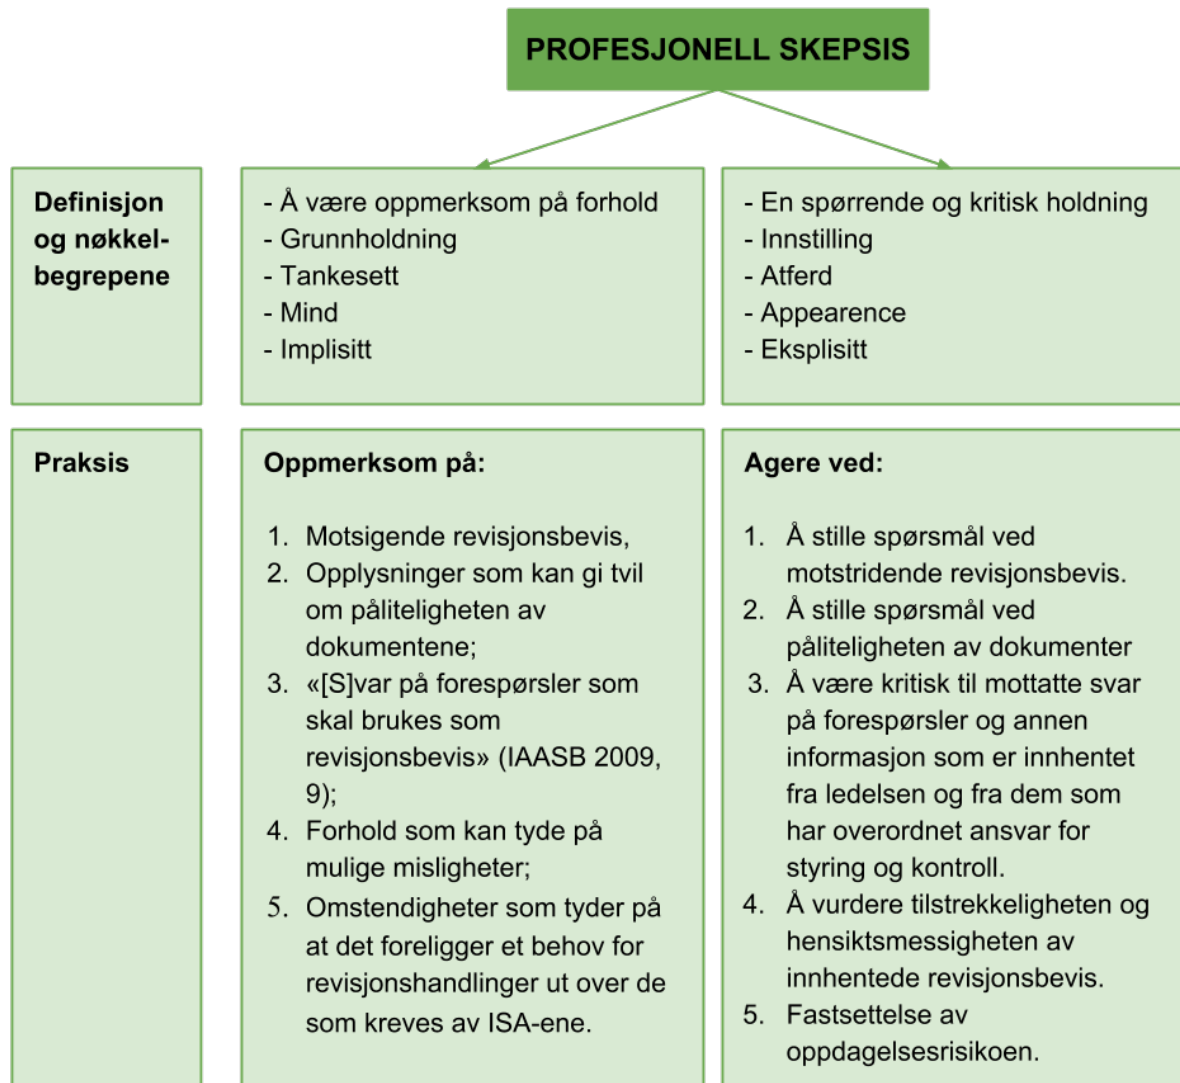 PROFESJONELL SKEPSIS
Definisjon
og nøkkel-
begrepene
- Å være oppmerksom på forhold
- Grunnholdning
- Tankesett
- Mind
- Implisitt
- En spørrende og kritisk holdning
- Innstilling
- Atferd
- Appearence
- Eksplisitt
Praksis
Oppmerksom på:
1. Motsigende revisjonsbevis,
2. Opplysninger som kan gi tvil
om påliteligheten av
dokumentene;
3. «[S]var på forespørsler som
skal brukes som
revisjonsbevis» (IAASB 2009,
9);
4. Forhold som kan tyde på
mulige misligheter;
5. Omstendigheter som tyder på
at det foreligger et behov for
revisjonshandlinger ut over de
som kreves av ISA-ene.
Agere ved:
1. Å stille spørsmål ved
motstridende revisjonsbevis.
2. Å stille spørsmål ved
påliteligheten av dokumenter
3. Å være kritisk til mottatte svar
på forespørsler og annen
informasjon som er innhentet
fra ledelsen og fra dem som
har overordnet ansvar for
styring og kontroll.
4. Å vurdere tilstrekkeligheten og
hensiktsmessigheten av
innhentede revisjonsbevis.
5. Fastsettelse av
oppdagelsesrisikoen.